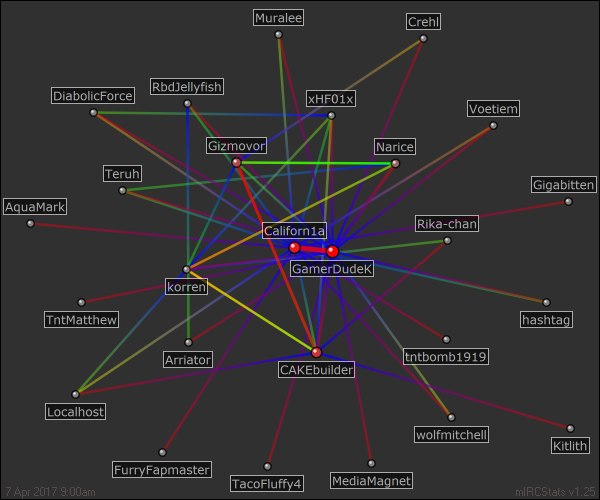 Muralee
Crehl
RbdJellyfish
DiabolicForce
xHF01x
Voetiem
Gizmovor
Narice
Teruh
Gigabitten
AquaMark
Californ1a
Rika-chan
GamerDudeK
korren
TntMatthew
hashtag
Arriator
tntbomb1919
CAKEbuilder
Localhost
wolfmitchell
Kitlith
FurryFapmaster
TacoFluffy4
MediaMagnet
7 Apr 2017 9:00am
mIRCStats v1.25